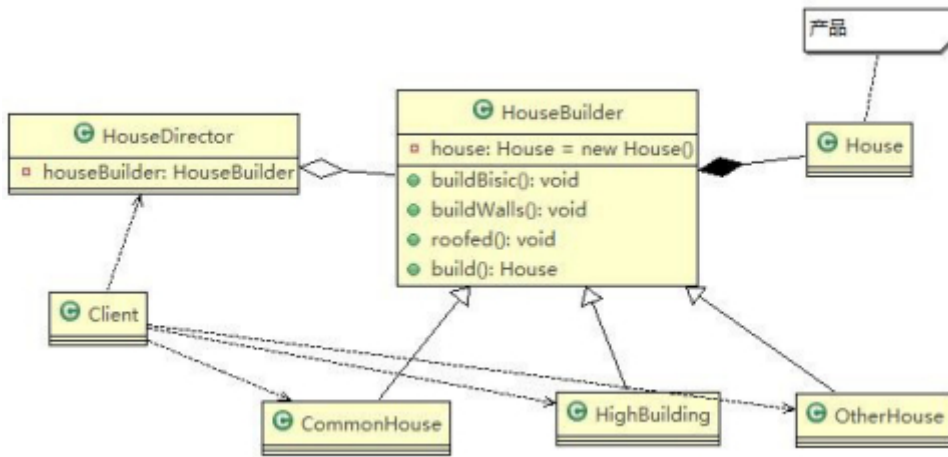 产品
HouseBuilder
HouseDirector
house: House = new House()
House
houseBuilder: HouseBuilder
buildBisic(): void
buildWalls(): void
roofed(): void
build(): House
Client
CommonHouse
HighBuilding
OtherHouse